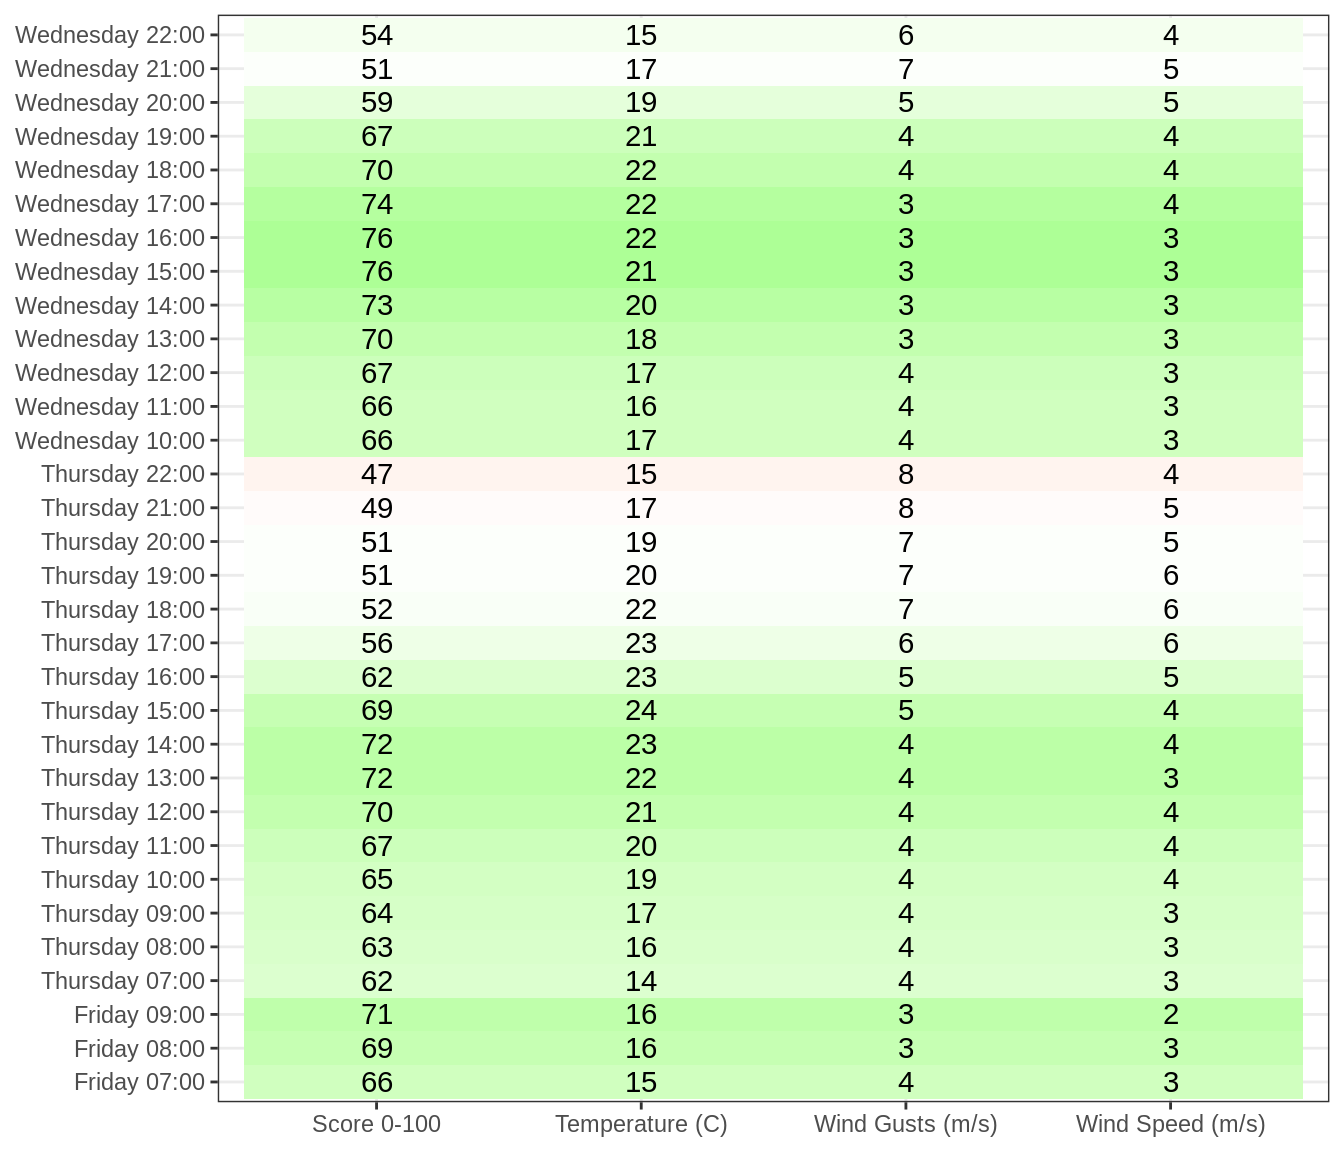 Wednesday 22:00 54 15 6 4
Wednesday 21:00 51 17 7 5
Wednesday 20:00 59 19 5 5
Wednesday 19:00 67 21 4 4
Wednesday 18:00 70 22 4 4
Wednesday 17:00 74 22 3 4
Wednesday 16:00 76 22 3 3
Wednesday 15:00 76 21 3 3
Wednesday 14:00 73 20 3 3
Wednesday 13:00 70 18 3 3
Wednesday 12:00 67 17 4 3
Wednesday 11:00 66 16 4 3
Wednesday 10:00 66 17 4 3
Thursday 22:00 47 15 8 4
Thursday 21:00 49 17 8 5
Thursday 20:00 51 19 7 5
Thursday 19:00 51 20 7 6
Thursday 18:00 52 22 7 6
Thursday 17:00 56 23 6 6
Thursday 16:00 62 23 5 5
Thursday 15:00 69 24 5 4
Thursday 14:00 72 23 4 4
Thursday 13:00 72 22 4 3
Thursday 12:00 70 21 4 4
Thursday 11:00 67 20 4 4
Thursday 10:00 65 19 4 4
Thursday 09:00 64 17 4 3
Thursday 08:00 63 16 4 3
Thursday 07:00 62 14 4 3
Friday 09:00 71 16 3 2
Friday 08:00 69 16 3 3
Friday 07:00 66 15 4 3
Score 0-100 Temperature (C) Wind Gusts (m/s) Wind Speed (m/s)